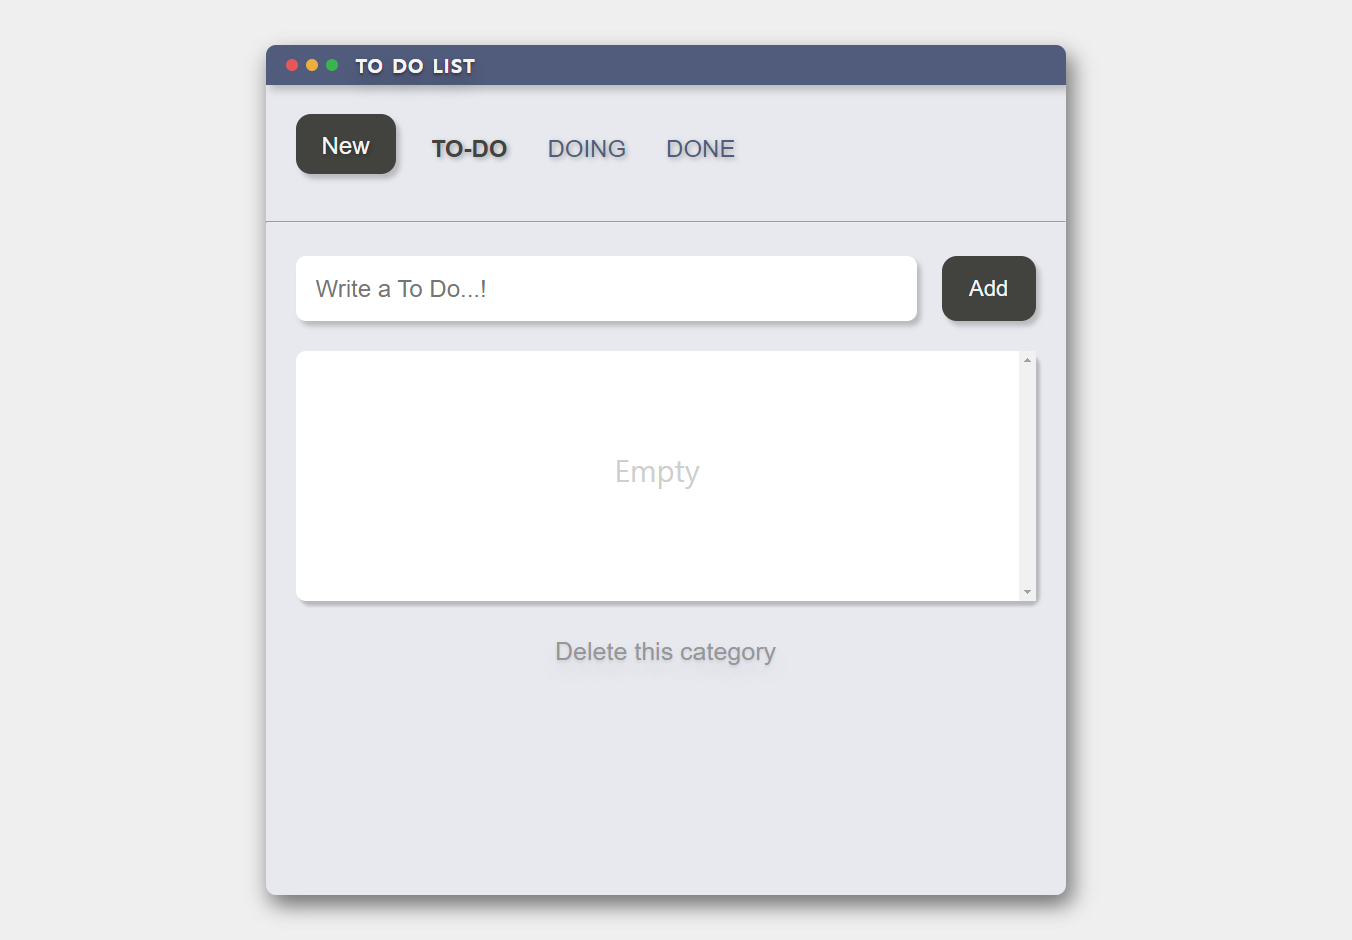 TO DO LIST
New TO-DO DOING DONE
Write a To Do...! Add
Empty
Delete this category